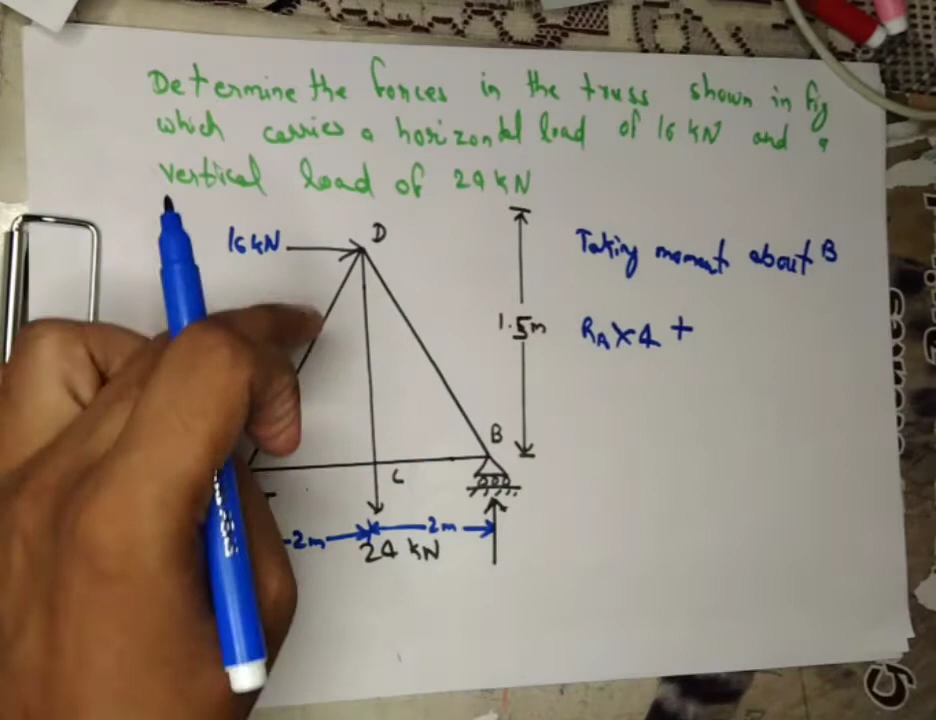 Determine the forces in the truss shown in fig
which carries a horizontal load of 16 kN and a
vertical load of 24 kN
16 kN
D
Taking moment about B
1.5m
RA×4 +
B
C
2m
2m
24 kN